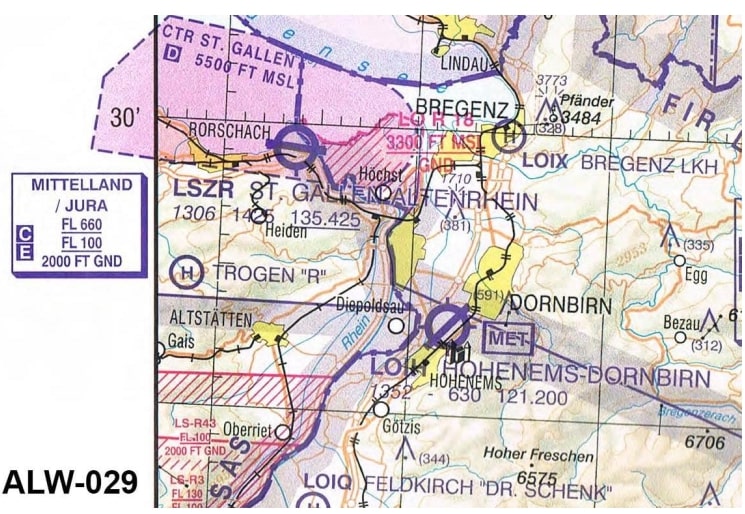 CTR ST. GALLEN
D 5500 FT MSL
LINDAU
3773
Pfänder
3484
(328)
BREGENZ
FIR
30'
RORSCHACH
LO R 18
3300 FT MSL
GND
LOIX BREGENZ LKH
Höchst
1710
(381)
LSZR ST GALLEN-ALTENRHEIN
1306 135.425
Heiden
MITTELLAND
/ JURA
FL 660
C FL 100
E 2000 FT GND
H TROGEN "R"
2953
(335)
Egg
(591)
DORNBIRN
Diepoldsau
Rhein
ALTSTÄTTEN
Gais
MET
Bezau
(312)
LOIH HOHENEMS-DORNBIRN
HOHENEMS
1352 - 630 121.200
Götzis
Bregenzerach
6706
LS-R43
FL 100
2000 FT GND
Oberriet
(344)
Hoher Freschen
6575
LS-R3
FL 130
FL 100
SAS
LOIQ FELDKIRCH "DR. SCHENK"
H
ALW-029